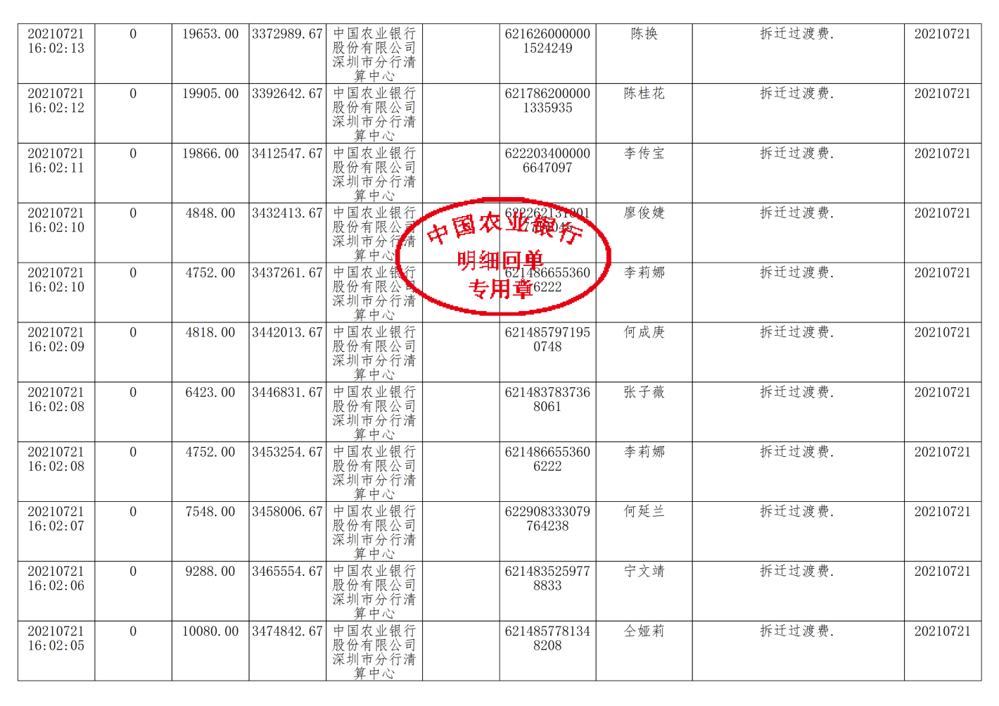 20210721 0 19653.00 3372989.67 中国农业银行 621626000000 陈换 拆迁过渡费. 20210721
16:02:13 股份有限公司 1524249
深圳市分行清
算中心
20210721 0 19905.00 3392642.67 中国农业银行 621786200000 陈桂花 拆迁过渡费. 20210721
16:02:12 股份有限公司 1335935
深圳市分行清
算中心
20210721 0 19866.00 3412547.67 中国农业银行 622203400000 李传宝 拆迁过渡费. 20210721
16:02:11 股份有限公司 6647097
深圳市分行清
算中心
20210721 0 4848.00 3432413.67 中国农业银行 622262131001 廖俊婕 拆迁过渡费. 20210721
16:02:10 股份有限公司
深圳市分行清
算中心
中国农业银行
明细回单
专用章
20210721 0 4752.00 3437261.67 中国农业银行 621486655360 李莉娜 拆迁过渡费. 20210721
16:02:10 股份有限公司 6222
深圳市分行清
算中心
20210721 0 4818.00 3442013.67 中国农业银行 621485797195 何成庚 拆迁过渡费. 20210721
16:02:09 股份有限公司 0748
深圳市分行清
算中心
20210721 0 6423.00 3446831.67 中国农业银行 621483783736 张子薇 拆迁过渡费. 20210721
16:02:08 股份有限公司 8061
深圳市分行清
算中心
20210721 0 4752.00 3453254.67 中国农业银行 621486655360 李莉娜 拆迁过渡费. 20210721
16:02:08 股份有限公司 6222
深圳市分行清
算中心
20210721 0 7548.00 3458006.67 中国农业银行 622908333079 何延兰 拆迁过渡费. 20210721
16:02:07 股份有限公司 764238
深圳市分行清
算中心
20210721 0 9288.00 3465554.67 中国农业银行 621483525977 宁文靖 拆迁过渡费. 20210721
16:02:06 股份有限公司 8833
深圳市分行清
算中心
20210721 0 10080.00 3474842.67 中国农业银行 621485778134 仝娅莉 拆迁过渡费. 20210721
16:02:05 股份有限公司 8208
深圳市分行清
算中心